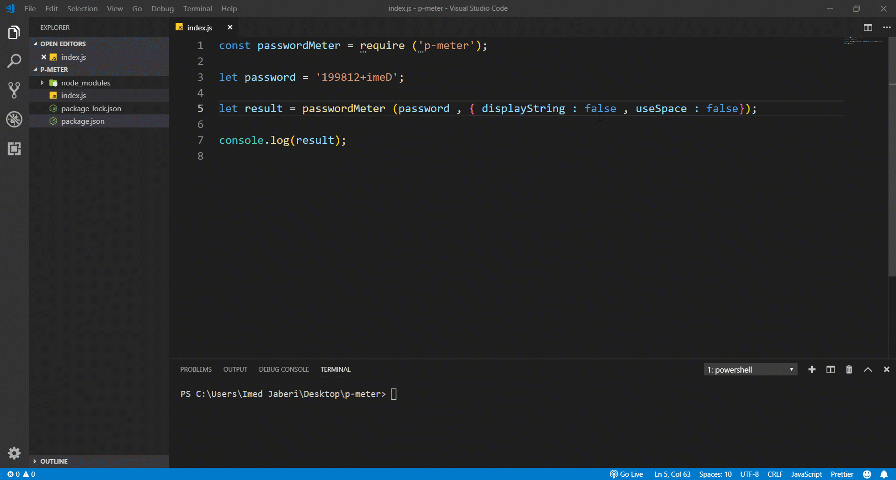 File Edit Selection View Go Debug Terminal Help
index.js - p-meter - Visual Studio Code
EXPLORER
OPEN EDITORS
index.js
P-METER
node_modules
index.js
package-lock.json
package.json
OUTLINE
index.js
1 const passwordMeter = require ('p-meter');
2
3 let password = '199812+imeD';
4
5 let result = passwordMeter (password , { displayString : false , useSpace : false});
6
7 console.log(result);
8
PROBLEMS OUTPUT DEBUG CONSOLE TERMINAL
1: powershell
PS C:\Users\Imed Jaberi\Desktop\p-meter>
0 0
Go Live Ln 5, Col 63 Spaces: 10 UTF-8 CRLF JavaScript Prettier